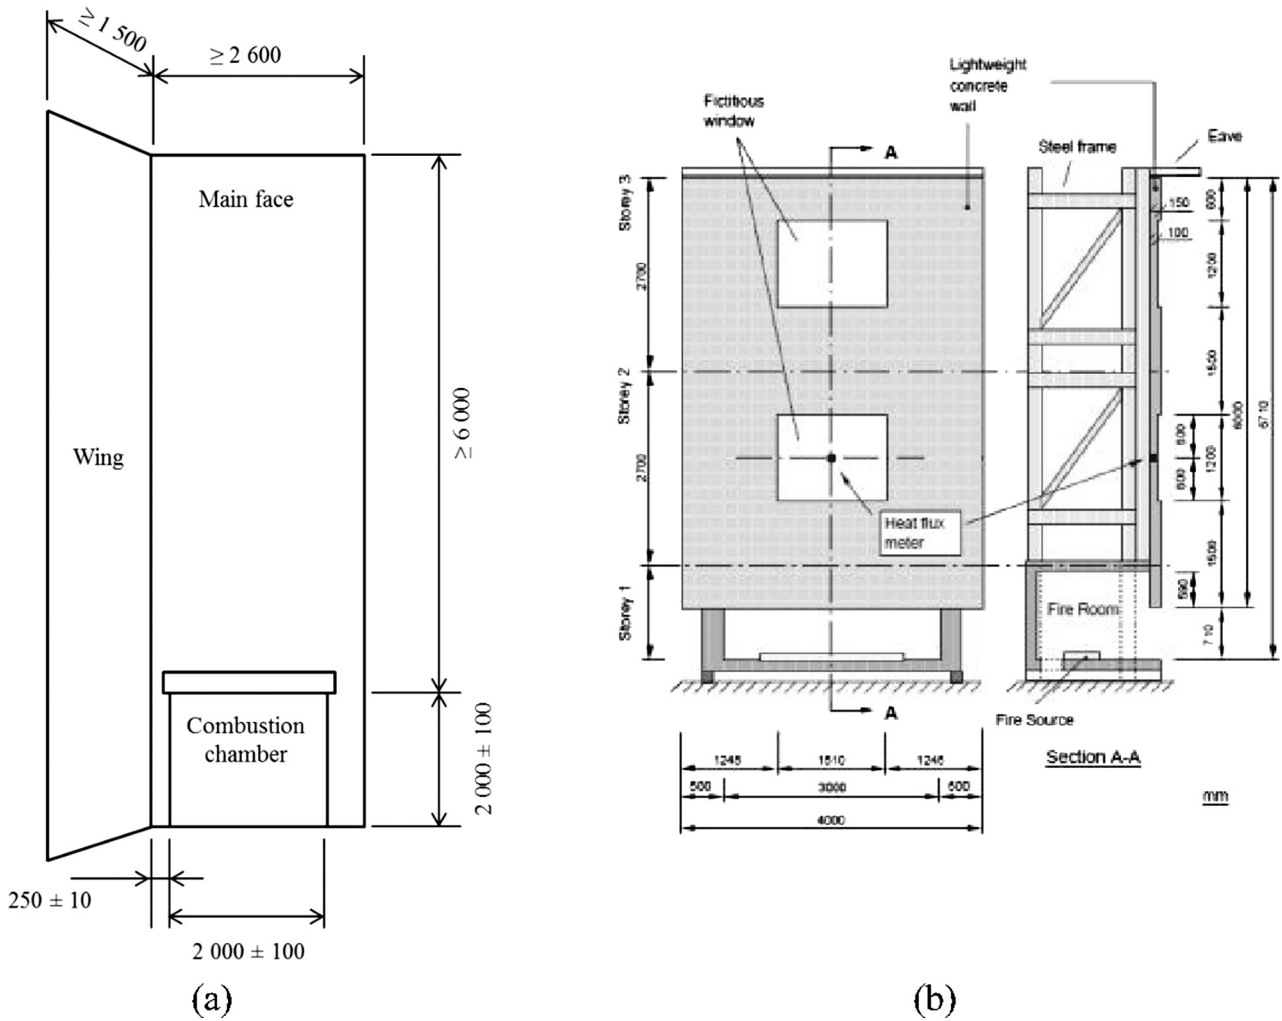 ≥ 1 500
≥ 2 600
Main face
Wing
≥6 000
Combustion
chamber
2 000 ± 100
250 ± 10
2 000 ± 100
(a)
Lightweight
concrete
wall
Fictitious
window
A
Steel frame
Eave
Storey 3
2700
Storey 2
2700
Storey 1
Heat flux
meter
150
100
600
1200
1500
600
600
1200
1500
590
710
6000
6710
Fire Room
A
Fire Source
Section A-A
mm
1245
1510
1245
500
3000
500
4000
(b)